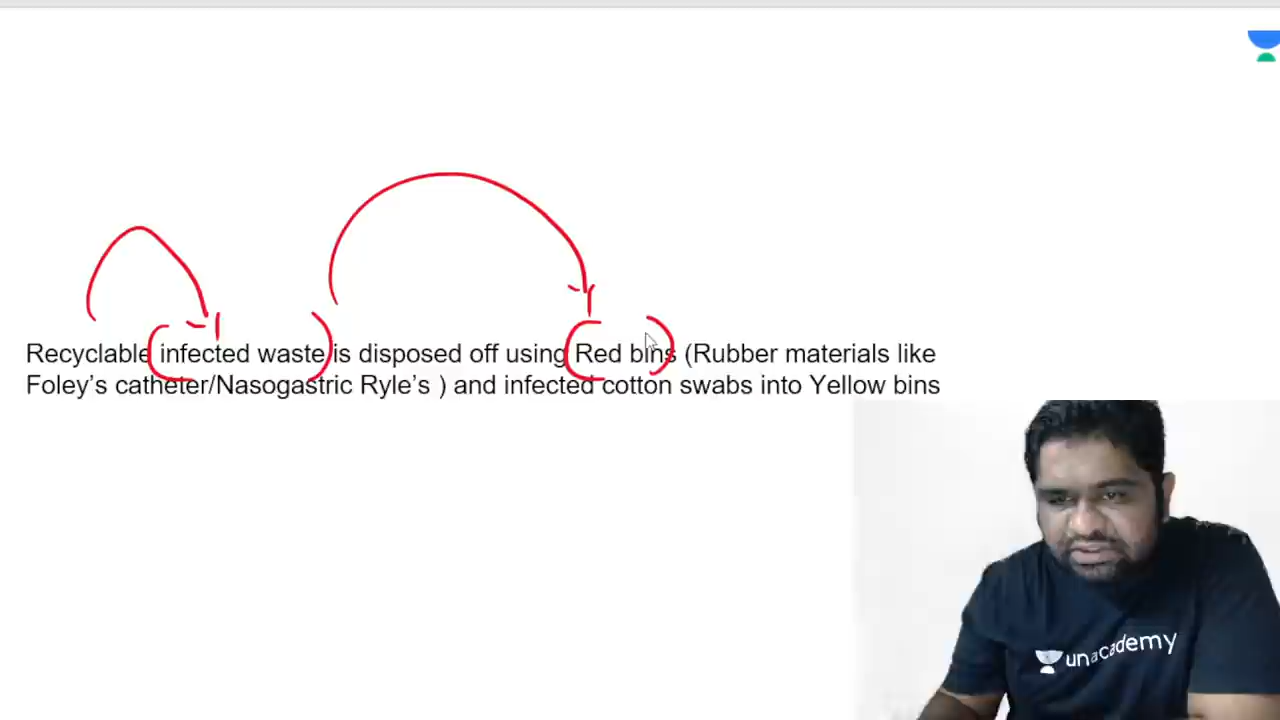 Recyclable infected waste is disposed off using Red bins (Rubber materials like
Foley’s catheter/Nasogastric Ryle’s ) and infected cotton swabs into Yellow bins
unacademy